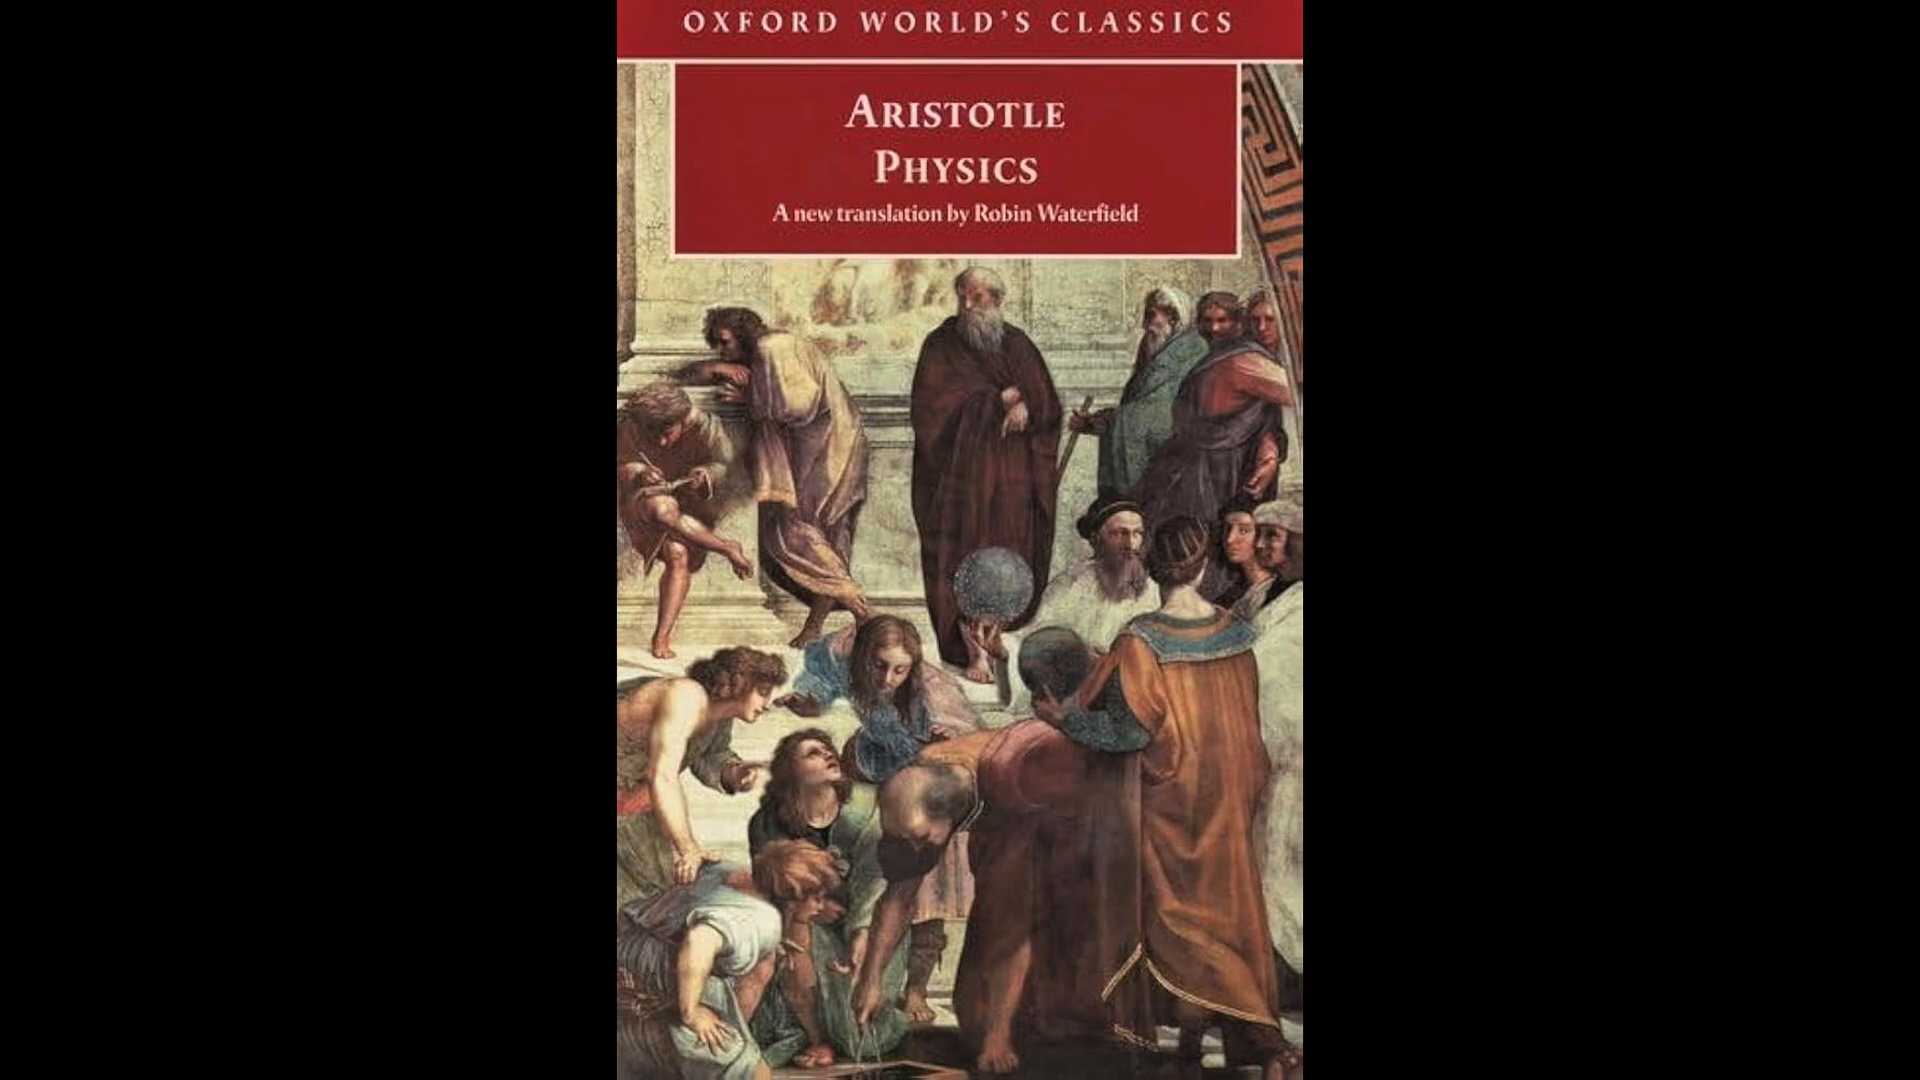 OXFORD WORLD'S CLASSICS
ARISTOTLE
PHYSICS
A new translation by Robin Waterfield